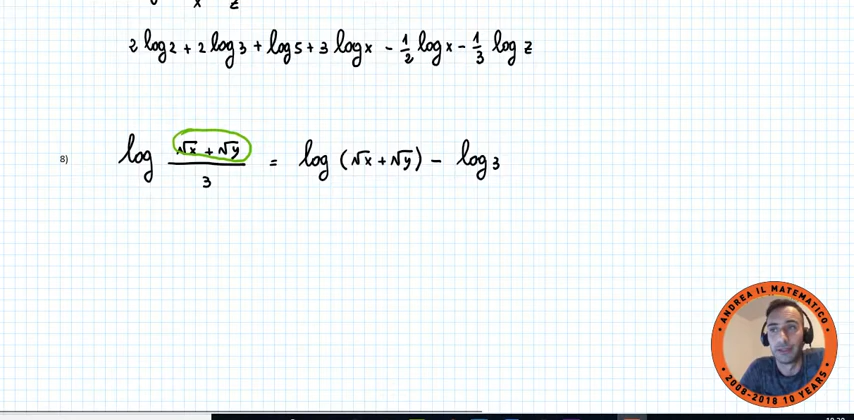 x z
2 log 2 + 2 log 3 + log 5 + 3 log x - 1/2 log x - 1/3 log z
8) log (√x + √y)/3 = log (√x + √y) - log 3
ANDREA IL MATEMATICO
• 2008-2018 10 YEARS •